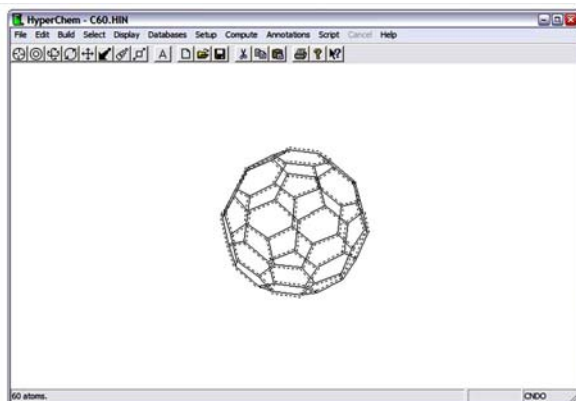 HyperChem - C60.HIN
File Edit Build Select Display Databases Setup Compute Annotations Script Cancel Help
A
60 atoms. CNDO